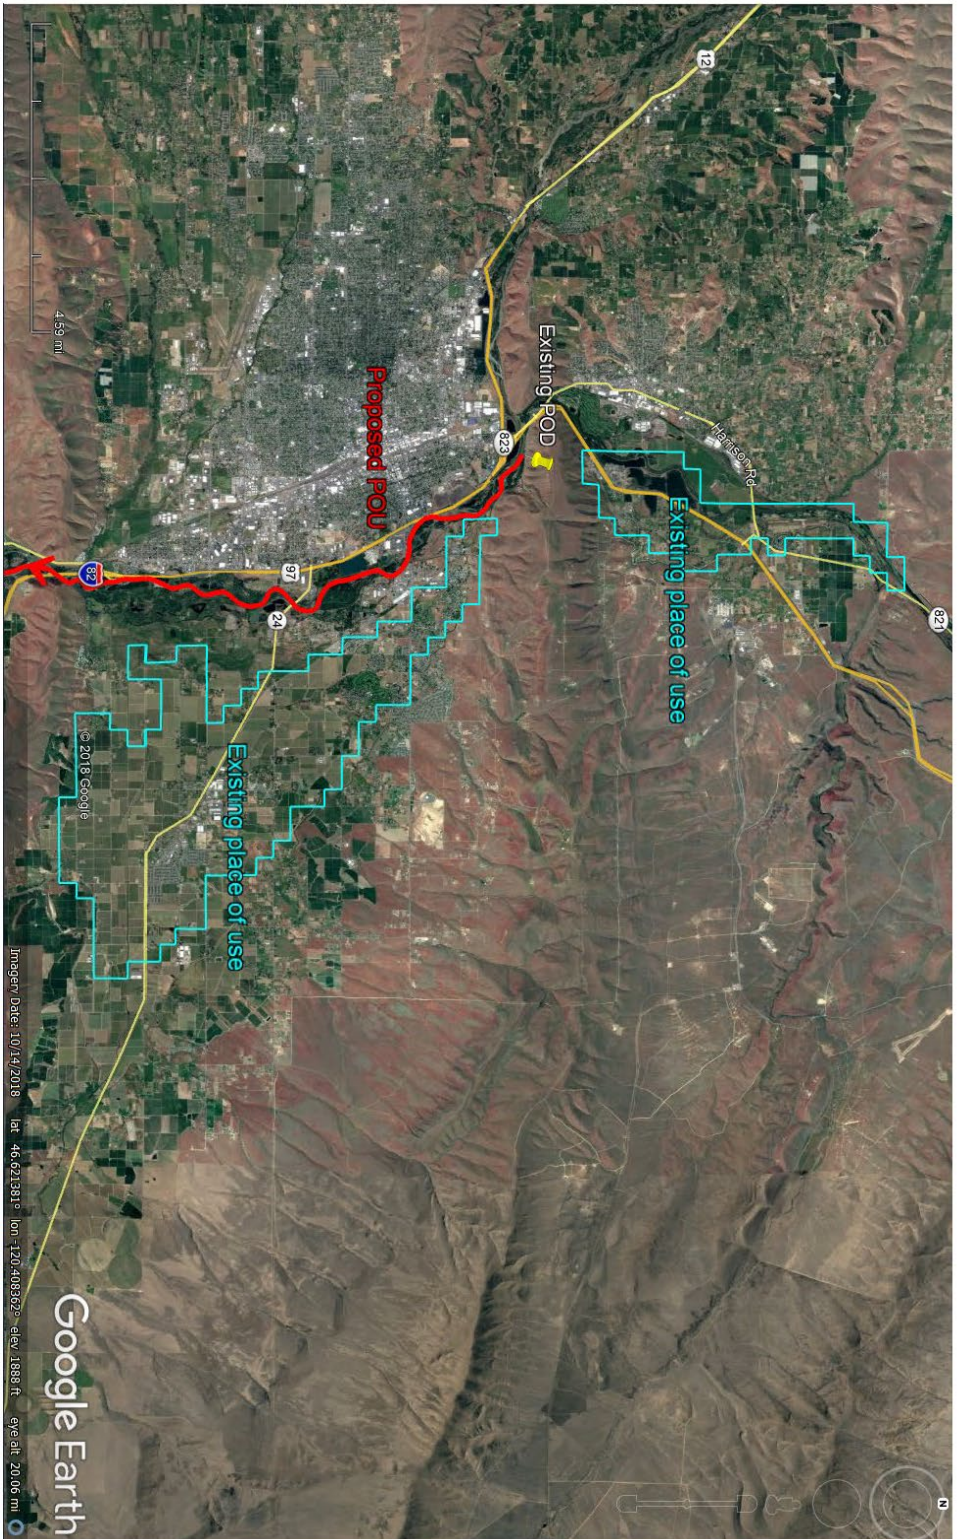 N
821
12
Harrison Rd
Existing place of use
Existing POD
823
Proposed POU
97
24
Existing place of use
82
© 2018 Google
4.59 mi
Google Earth
Imagery Date: 10/14/2018 lat 46.621381° lon -120.408362° elev 1888 ft eye alt 20.06 mi